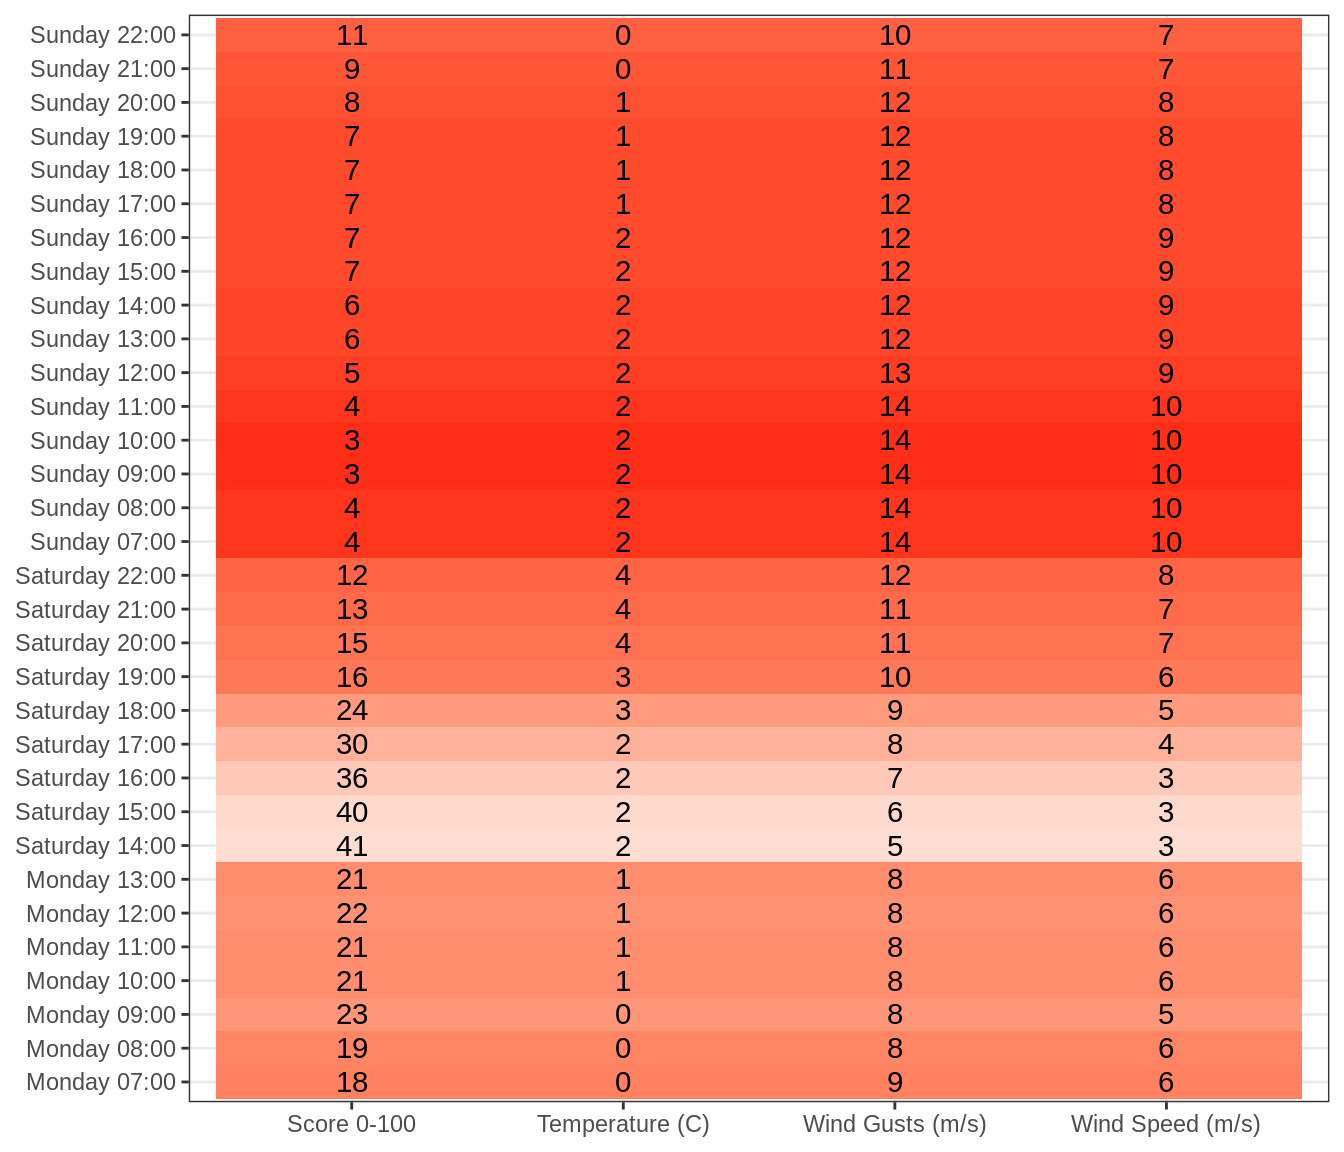 Sunday 22:00 11 0 10 7
Sunday 21:00 9 0 11 7
Sunday 20:00 8 1 12 8
Sunday 19:00 7 1 12 8
Sunday 18:00 7 1 12 8
Sunday 17:00 7 1 12 8
Sunday 16:00 7 2 12 9
Sunday 15:00 7 2 12 9
Sunday 14:00 6 2 12 9
Sunday 13:00 6 2 12 9
Sunday 12:00 5 2 13 9
Sunday 11:00 4 2 14 10
Sunday 10:00 3 2 14 10
Sunday 09:00 3 2 14 10
Sunday 08:00 4 2 14 10
Sunday 07:00 4 2 14 10
Saturday 22:00 12 4 12 8
Saturday 21:00 13 4 11 7
Saturday 20:00 15 4 11 7
Saturday 19:00 16 3 10 6
Saturday 18:00 24 3 9 5
Saturday 17:00 30 2 8 4
Saturday 16:00 36 2 7 3
Saturday 15:00 40 2 6 3
Saturday 14:00 41 2 5 3
Monday 13:00 21 1 8 6
Monday 12:00 22 1 8 6
Monday 11:00 21 1 8 6
Monday 10:00 21 1 8 6
Monday 09:00 23 0 8 5
Monday 08:00 19 0 8 6
Monday 07:00 18 0 9 6
Score 0-100 Temperature (C) Wind Gusts (m/s) Wind Speed (m/s)